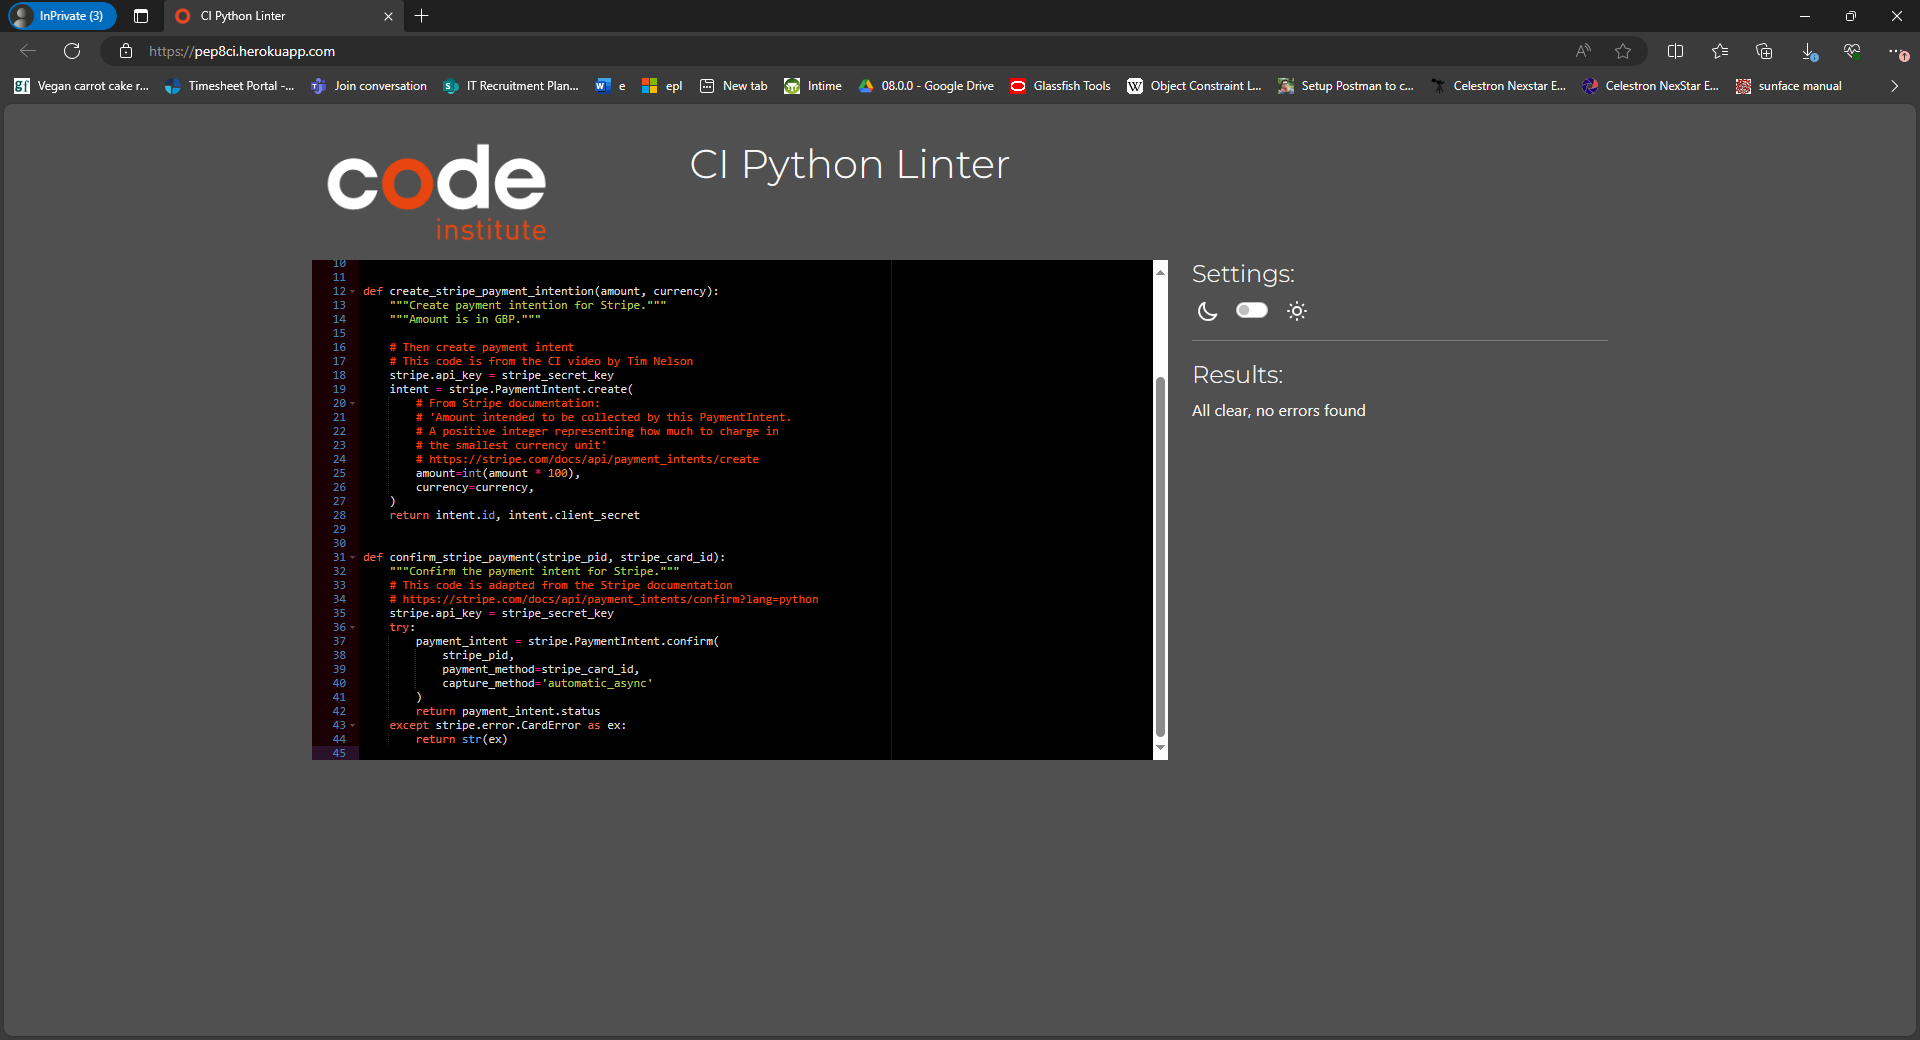 InPrivate (3)
CI Python Linter
https://pep8ci.herokuapp.com
Vegan carrot cake r...
Timesheet Portal -...
Join conversation
IT Recruitment Plan...
e
epl
New tab
Intime
08.0.0 - Google Drive
Glassfish Tools
Object Constraint L...
Setup Postman to c...
Celestron Nexstar E...
Celestron NexStar E...
sunface manual
code
institute
CI Python Linter
10
11
12 def create_stripe_payment_intention(amount, currency):
13 """Create payment intention for Stripe."""
14 """Amount is in GBP."""
15
16 # Then create payment intent
17 # This code is from the CI video by Tim Nelson
18 stripe.api_key = stripe_secret_key
19 intent = stripe.PaymentIntent.create(
20 # From Stripe documentation:
21 # 'Amount intended to be collected by this PaymentIntent.
22 # A positive integer representing how much to charge in
23 # the smallest currency unit'
24 # https://stripe.com/docs/api/payment_intents/create
25 amount=int(amount * 100),
26 currency=currency,
27 )
28 return intent.id, intent.client_secret
29
30
31 def confirm_stripe_payment(stripe_pid, stripe_card_id):
32 """Confirm the payment intent for Stripe."""
33 # This code is adapted from the Stripe documentation
34 # https://stripe.com/docs/api/payment_intents/confirm?lang=python
35 stripe.api_key = stripe_secret_key
36 try:
37 payment_intent = stripe.PaymentIntent.confirm(
38 stripe_pid,
39 payment_method=stripe_card_id,
40 capture_method='automatic_async'
41 )
42 return payment_intent.status
43 except stripe.error.CardError as ex:
44 return str(ex)
45
Settings:
Results:
All clear, no errors found